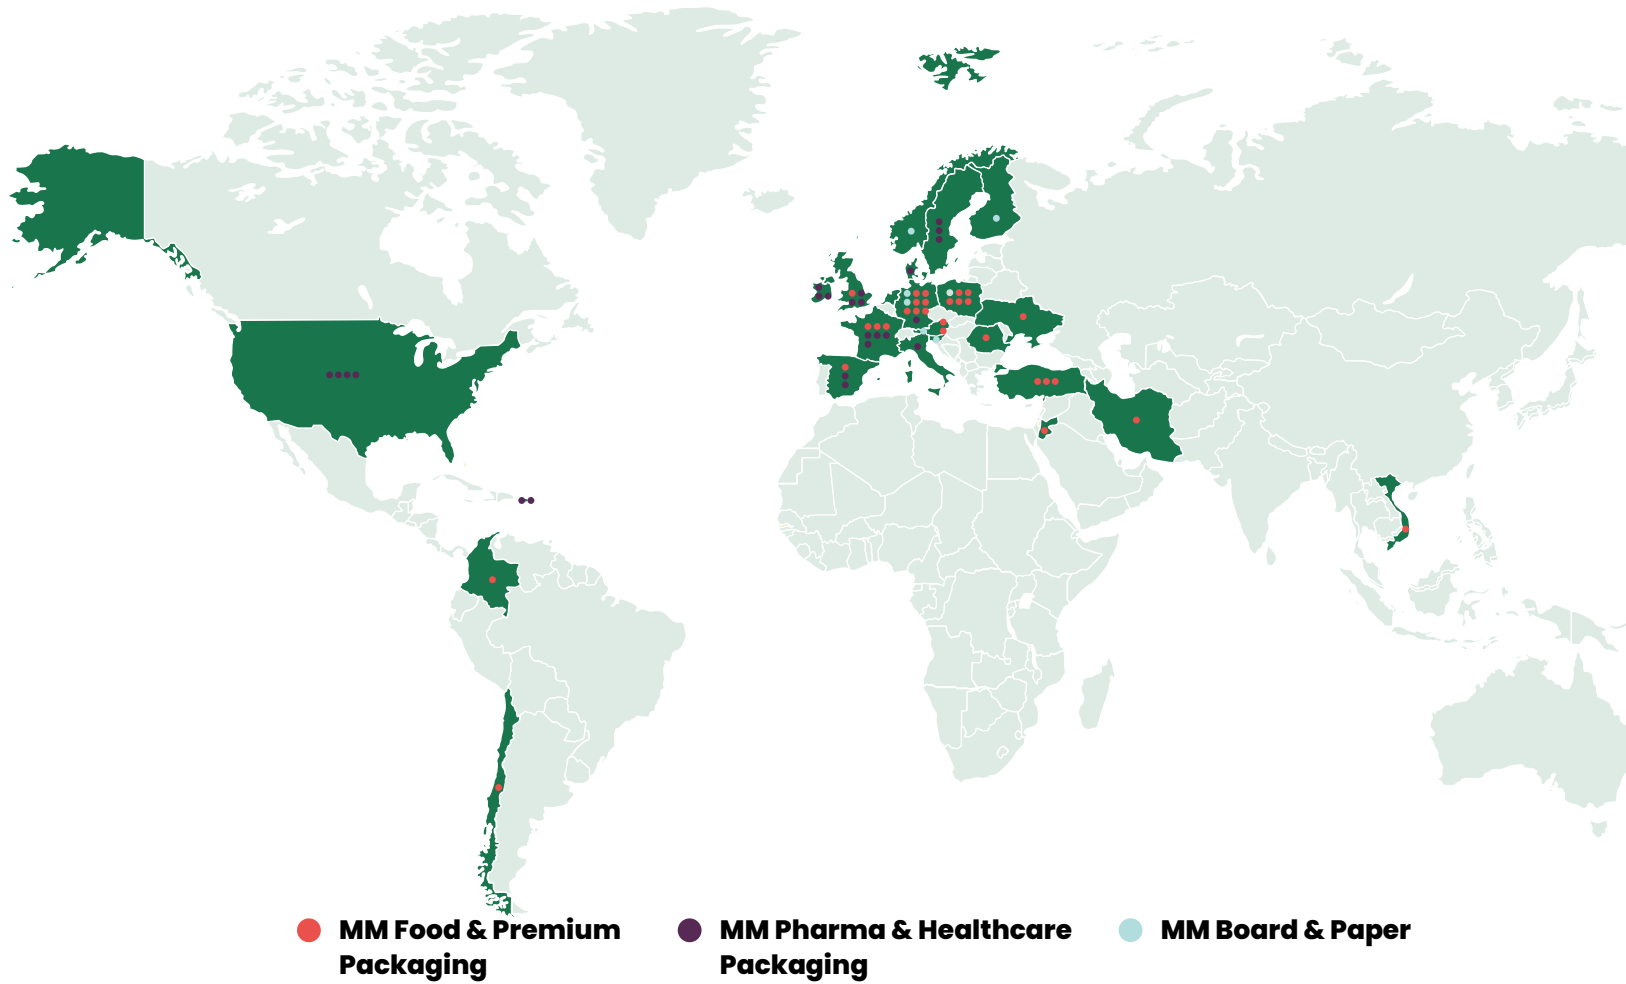 MM Food & Premium
Packaging
MM Pharma & Healthcare
Packaging
MM Board & Paper